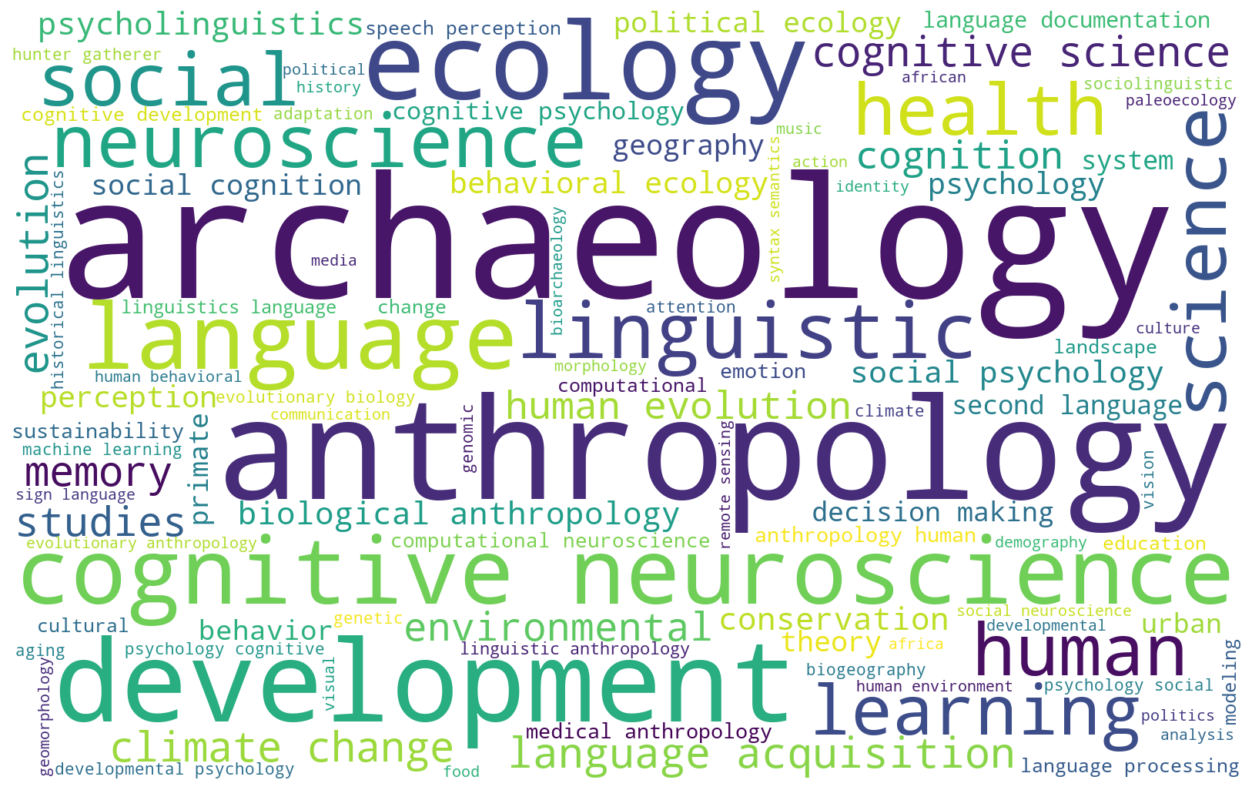 psycholinguistics
speech perception
political ecology
language documentation
hunter gatherer
social
political
ecology
cognitive science
history
african
sociolinguistic
cognitive development
adaptation
cognitive psychology
health
paleoecology
neuroscience
geography
music
cognition
system
science
evolution
historical linguistics
social cognition
behavioral ecology
syntax semantics
action
identity
psychology
archaeology
media
bioarchaeology
linguistics language
change
attention
language
linguistic
culture
landscape
human behavioral
morphology
emotion
social psychology
computational
perception
evolutionary biology
human evolution
climate
second language
communication
sustainability
primate
anthropology
genomic
remote sensing
machine learning
memory
vision
sign language
studies
biological anthropology
decision making
evolutionary anthropology
computational neuroscience
anthropology human
demography
education
cognitive neuroscience
cultural
genetic
conservation
social neuroscience
behavior
environmental
theory
africa
developmental
urban
aging
psychology cognitive
linguistic anthropology
human
geomorphology
development
visual
biogeography
modeling
human environment
psychology social
learning
politics
climate change
medical anthropology
analysis
language acquisition
developmental psychology
food
language processing